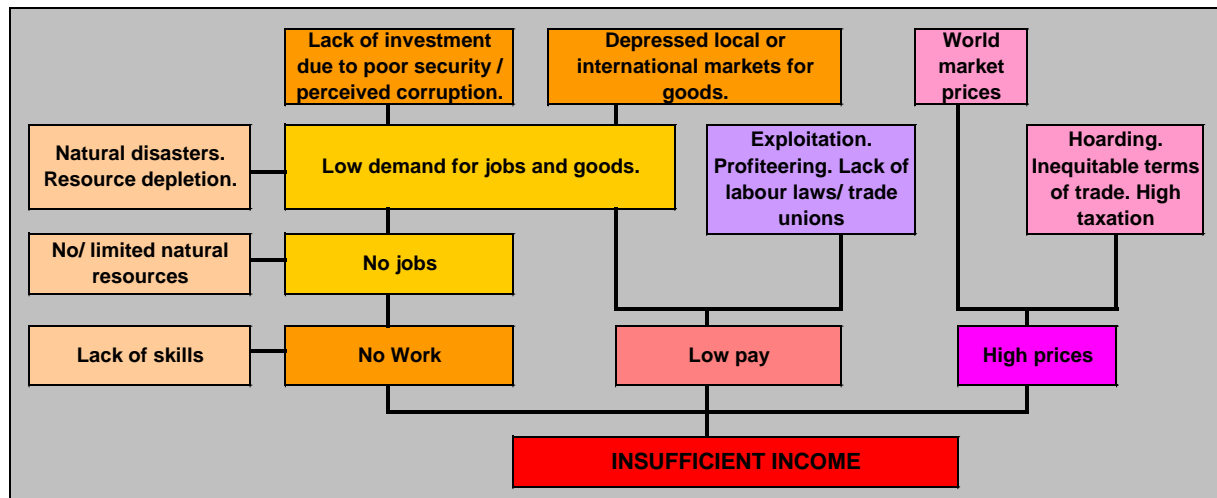 Lack of investment
due to poor security /
perceived corruption.
Depressed local or
international markets for
goods.
World
market
prices
Natural disasters.
Resource depletion.
Low demand for jobs and goods.
Exploitation.
Profiteering. Lack of
labour laws/ trade
unions
Hoarding.
Inequitable terms
of trade. High
taxation
No/ limited natural
resources
No jobs
Lack of skills
No Work
Low pay
High prices
INSUFFICIENT INCOME